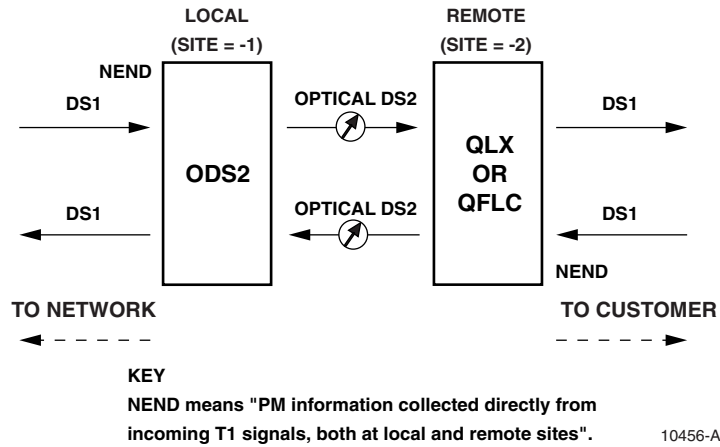 LOCAL
(SITE = -1)
REMOTE
(SITE = -2)
NEND
DS1
OPTICAL DS2
DS1
ODS2
QLX
OR
QFLC
DS1
OPTICAL DS2
DS1
NEND
TO NETWORK
TO CUSTOMER
KEY
NEND means "PM information collected directly from
incoming T1 signals, both at local and remote sites".
10456-A